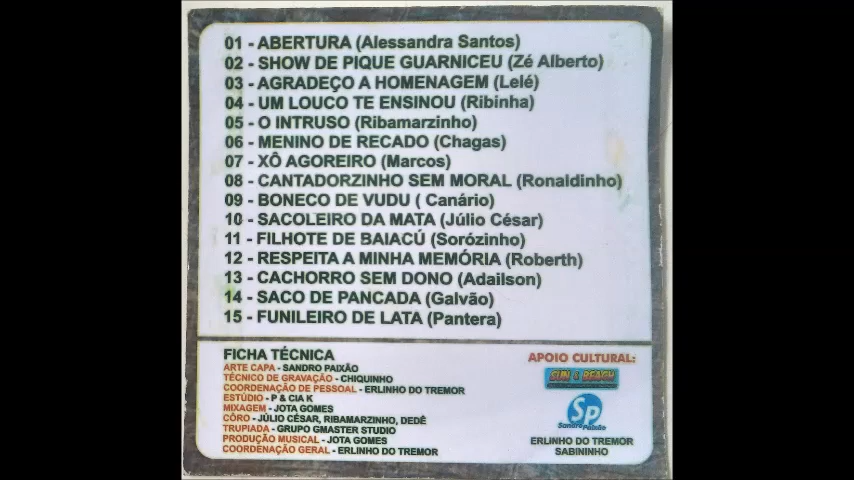 01 - ABERTURA (Alessandra Santos)
02 - SHOW DE PIQUE GUARNICEU (Zé Alberto)
03 - AGRADEÇO A HOMENAGEM (Lelé)
04 - UM LOUCO TE ENSINOU (Ribinha)
05 - O INTRUSO (Ribamarzinho)
06 - MENINO DE RECADO (Chagas)
07 - XÔ AGOREIRO (Marcos)
08 - CANTADORZINHO SEM MORAL (Ronaldinho)
09 - BONECO DE VUDU ( Canário)
10 - SACOLEIRO DA MATA (Júlio César)
11 - FILHOTE DE BAIACÚ (Sorózinho)
12 - RESPEITA A MINHA MEMÓRIA (Roberth)
13 - CACHORRO SEM DONO (Adailson)
14 - SACO DE PANCADA (Galvão)
15 - FUNILEIRO DE LATA (Pantera)
FICHA TÉCNICA
ARTE CAPA - SANDRO PAIXÃO
TÉCNICO DE GRAVAÇÃO - CHIQUINHO
COORDENAÇÃO DE PESSOAL - ERLINHO DO TREMOR
ESTÚDIO - P & CIA K
MIXAGEM - JOTA GOMES
CÔRO - JÚLIO CÉSAR, RIBAMARZINHO, DEDÊ
TRUPIADA - GRUPO GMASTER STUDIO
PRODUÇÃO MUSICAL - JOTA GOMES
COORDENAÇÃO GERAL - ERLINHO DO TREMOR
APOIO CULTURAL:
SUN & BEACH
Sp
Sandro Paixão
ERLINHO DO TREMOR
SABININHO